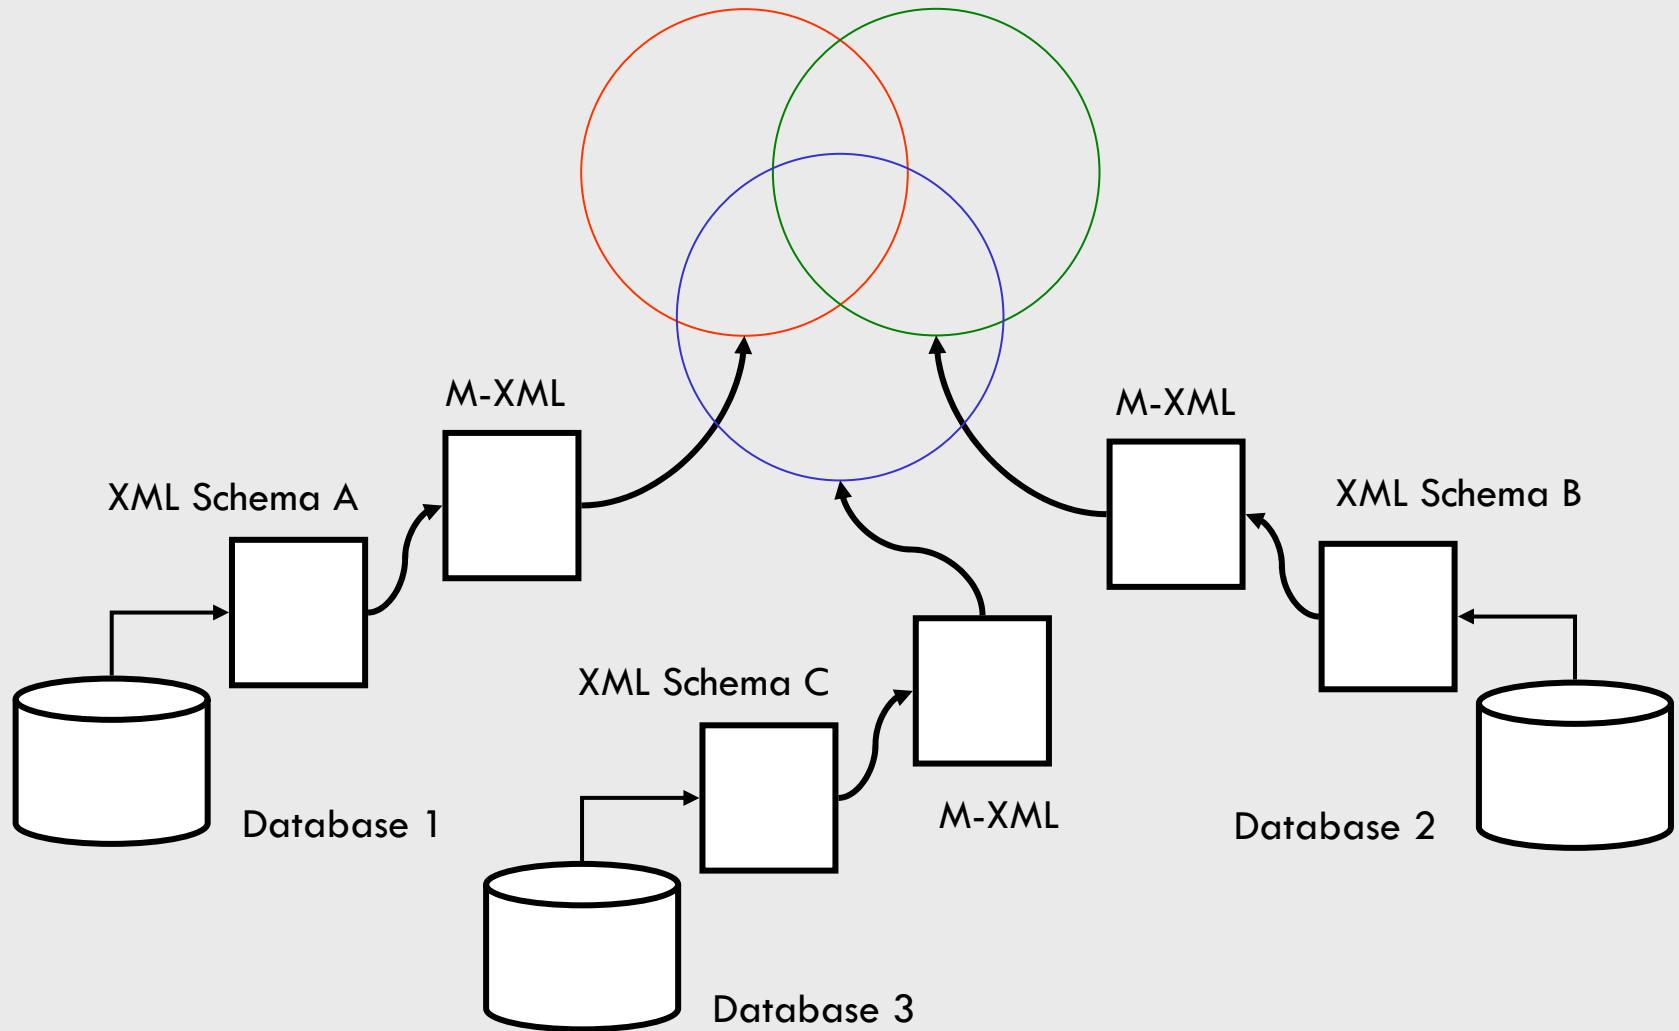 M-XML
M-XML
XML Schema A
XML Schema B
XML Schema C
Database 1
M-XML
Database 2
Database 3